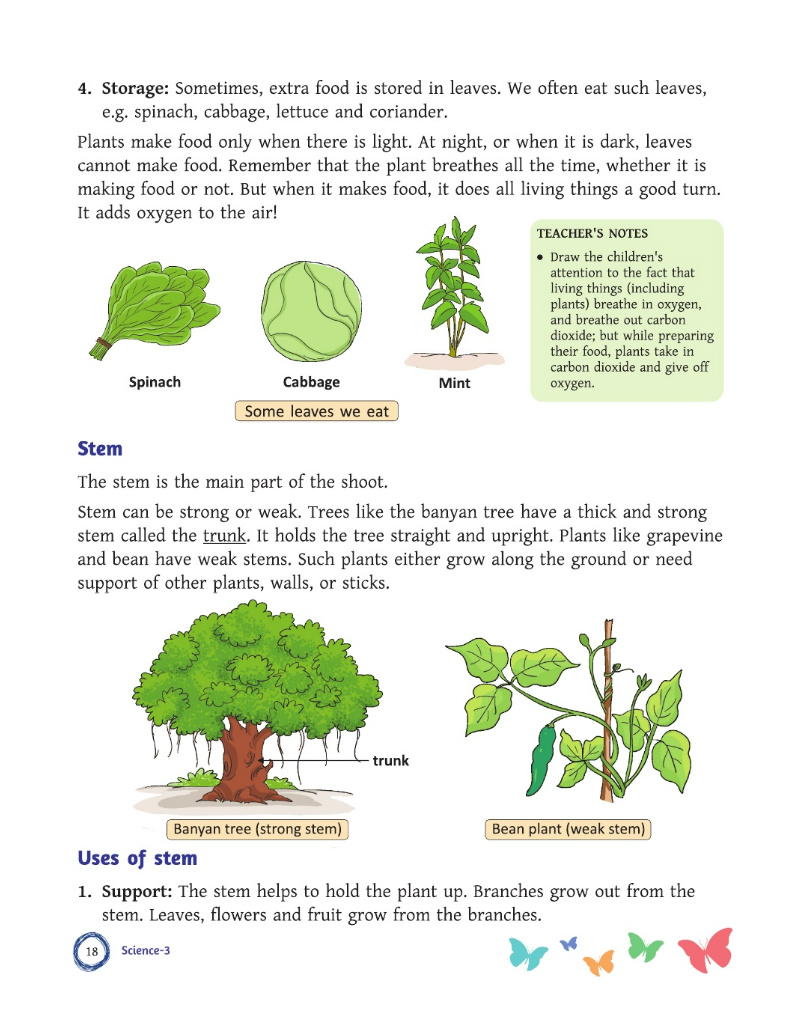 4. Storage: Sometimes, extra food is stored in leaves. We often eat such leaves,
e.g. spinach, cabbage, lettuce and coriander.
Plants make food only when there is light. At night, or when it is dark, leaves
cannot make food. Remember that the plant breathes all the time, whether it is
making food or not. But when it makes food, it does all living things a good turn.
It adds oxygen to the air!
TEACHER'S NOTES
• Draw the children's
attention to the fact that
living things (including
plants) breathe in oxygen,
and breathe out carbon
dioxide; but while preparing
their food, plants take in
carbon dioxide and give off
oxygen.
Spinach
Cabbage
Mint
Some leaves we eat
Stem
The stem is the main part of the shoot.
Stem can be strong or weak. Trees like the banyan tree have a thick and strong
stem called the trunk. It holds the tree straight and upright. Plants like grapevine
and bean have weak stems. Such plants either grow along the ground or need
support of other plants, walls, or sticks.
trunk
Banyan tree (strong stem)
Bean plant (weak stem)
Uses of stem
1. Support: The stem helps to hold the plant up. Branches grow out from the
stem. Leaves, flowers and fruit grow from the branches.
18
Science-3